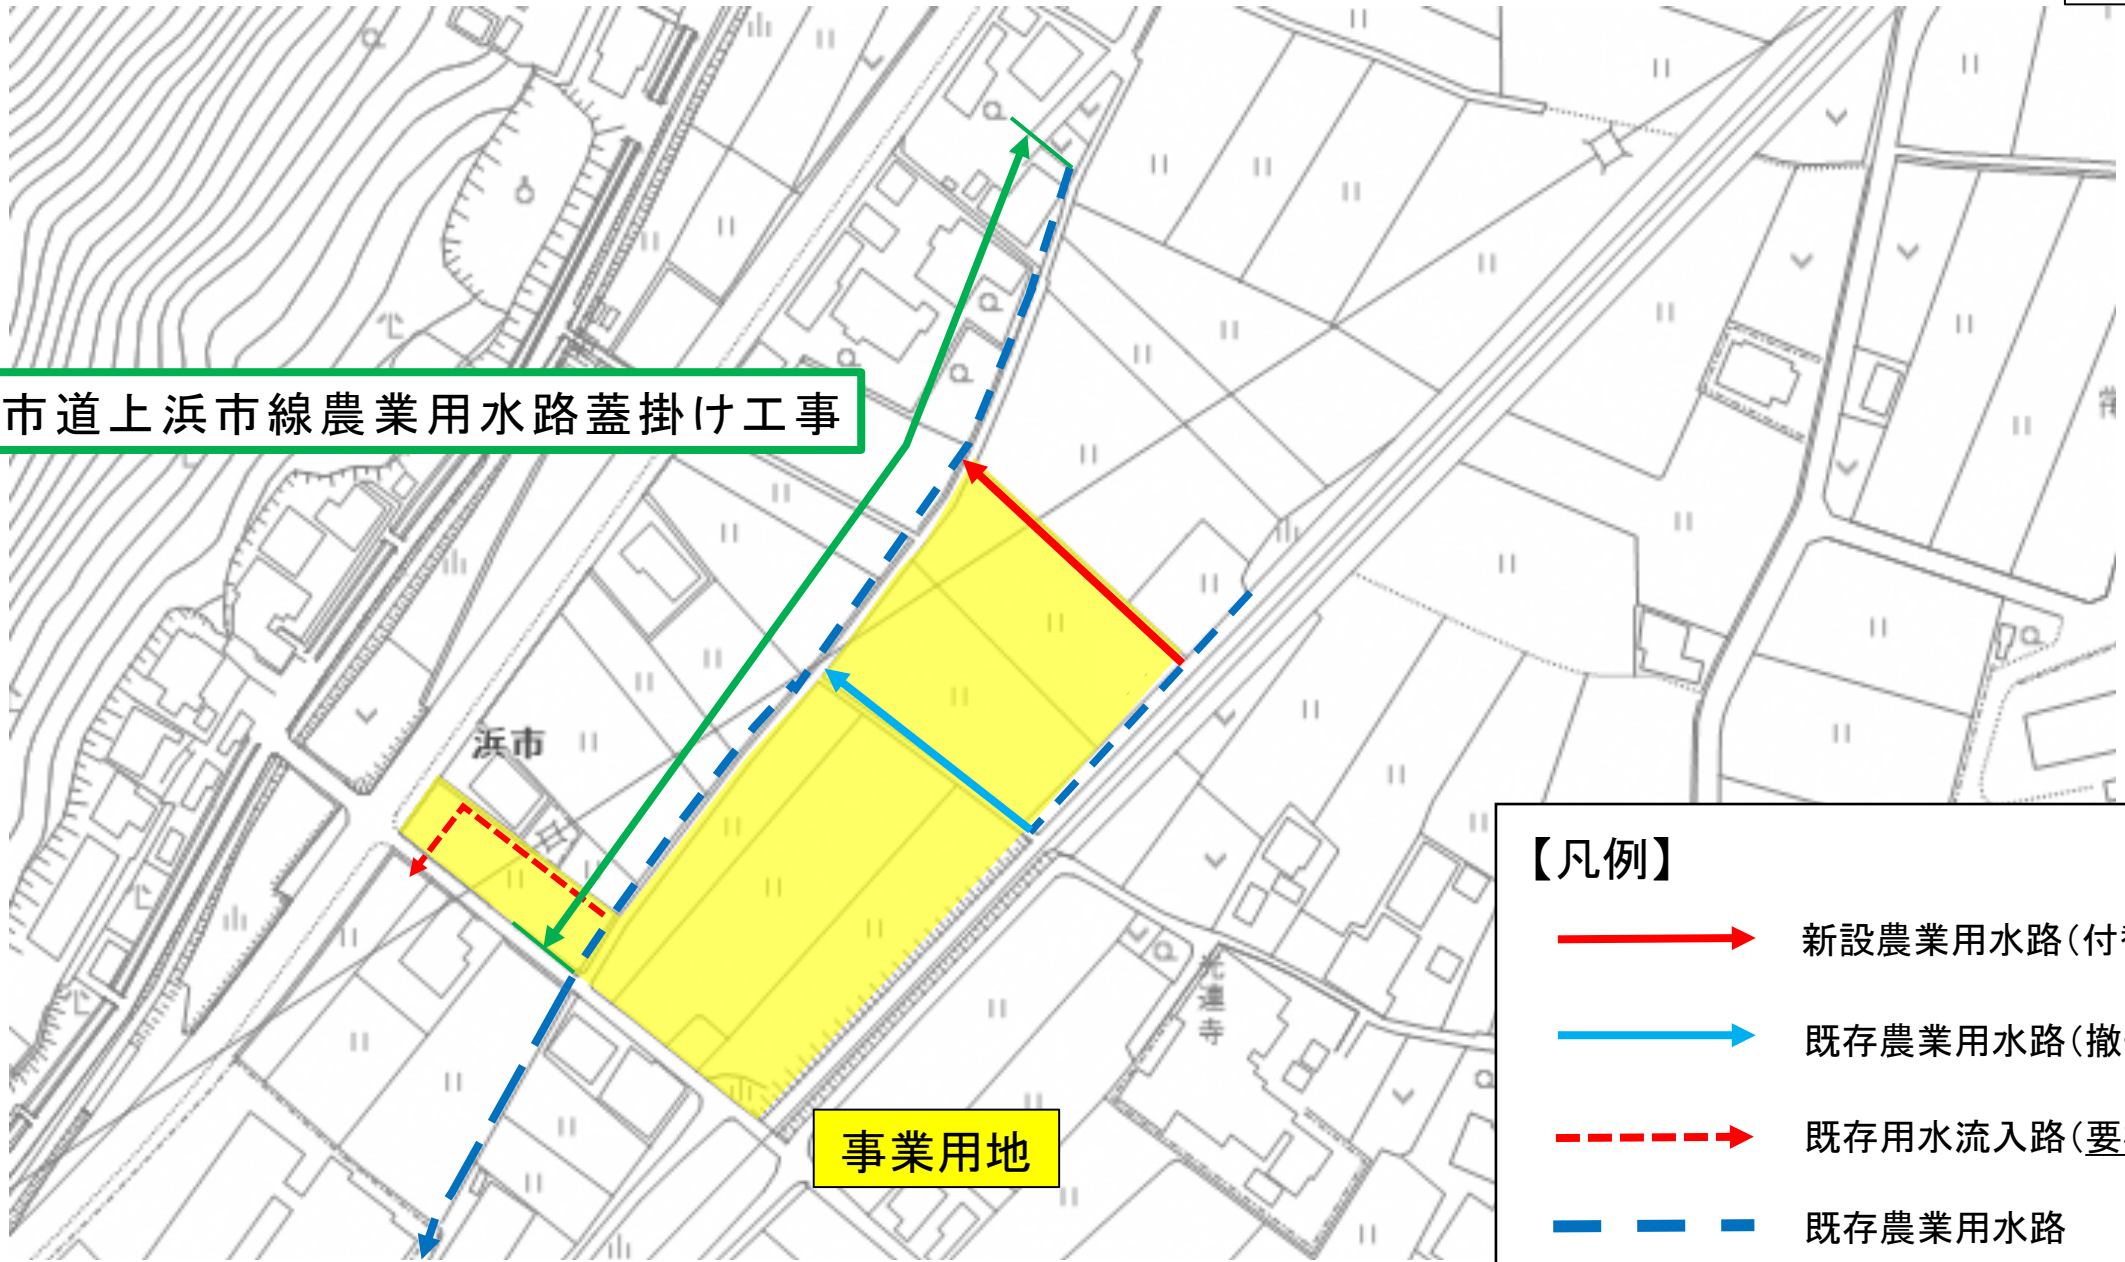 市道上浜市線農業用水路蓋掛け工事
浜市
事業用地
【凡例】
新設農業用水路(付
既存農業用水路(撤
既存用水流入路(要
既存農業用水路